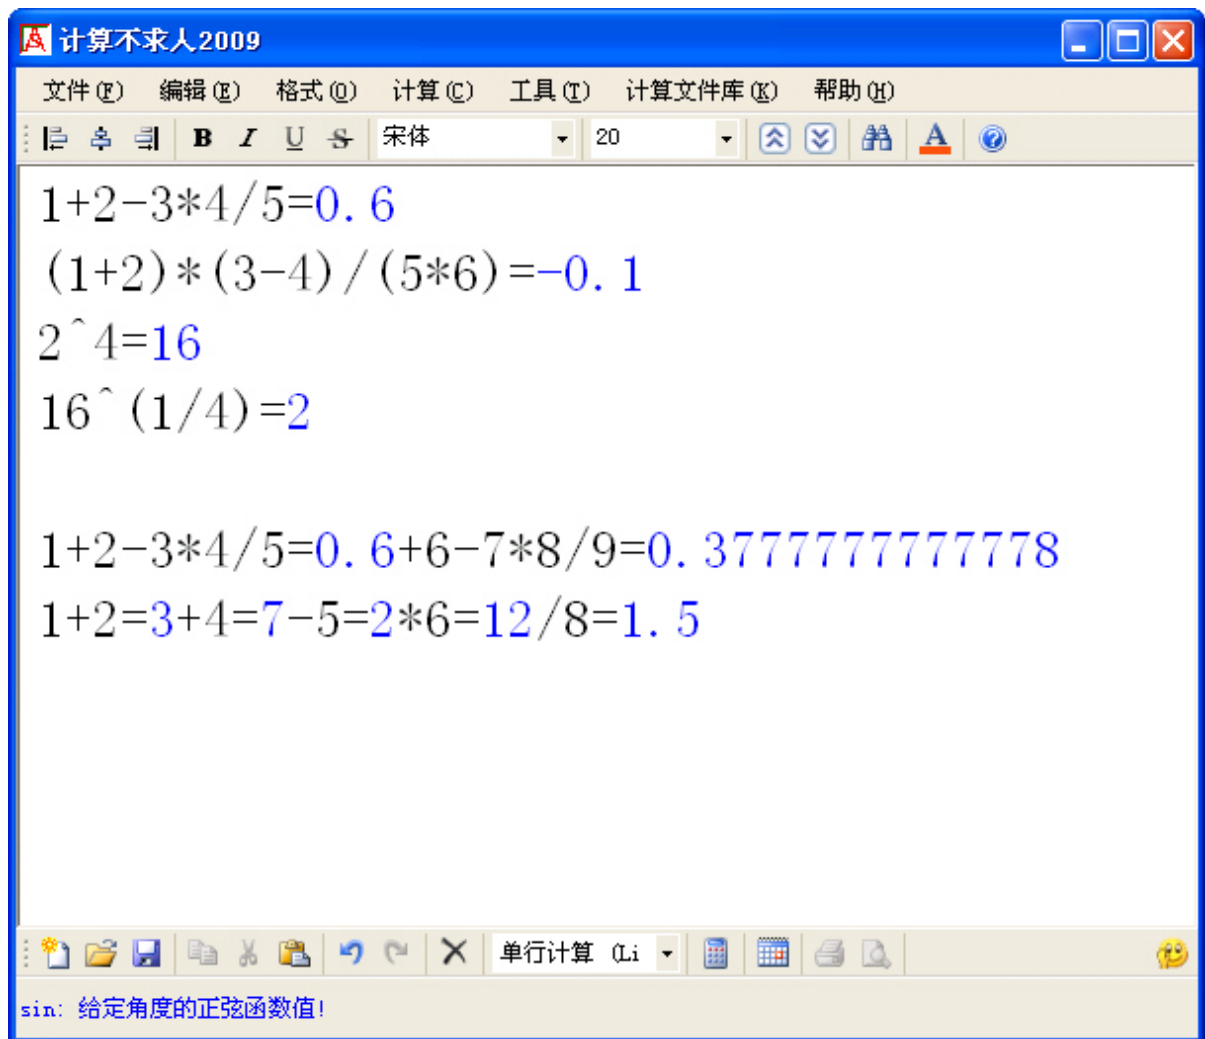 计算不求人2009
文件(F) 编辑(E) 格式(O) 计算(C) 工具(T) 计算文件库(K) 帮助(H)
B I U S 宋体 20 A
1+2-3*4/5=0.6
(1+2)*(3-4)/(5*6)=-0.1
2^4=16
16^(1/4)=2
1+2-3*4/5=0.6+6-7*8/9=0.3777777777778
1+2=3+4=7-5=2*6=12/8=1.5
单行计算 (Li
sin: 给定角度的正弦函数值!